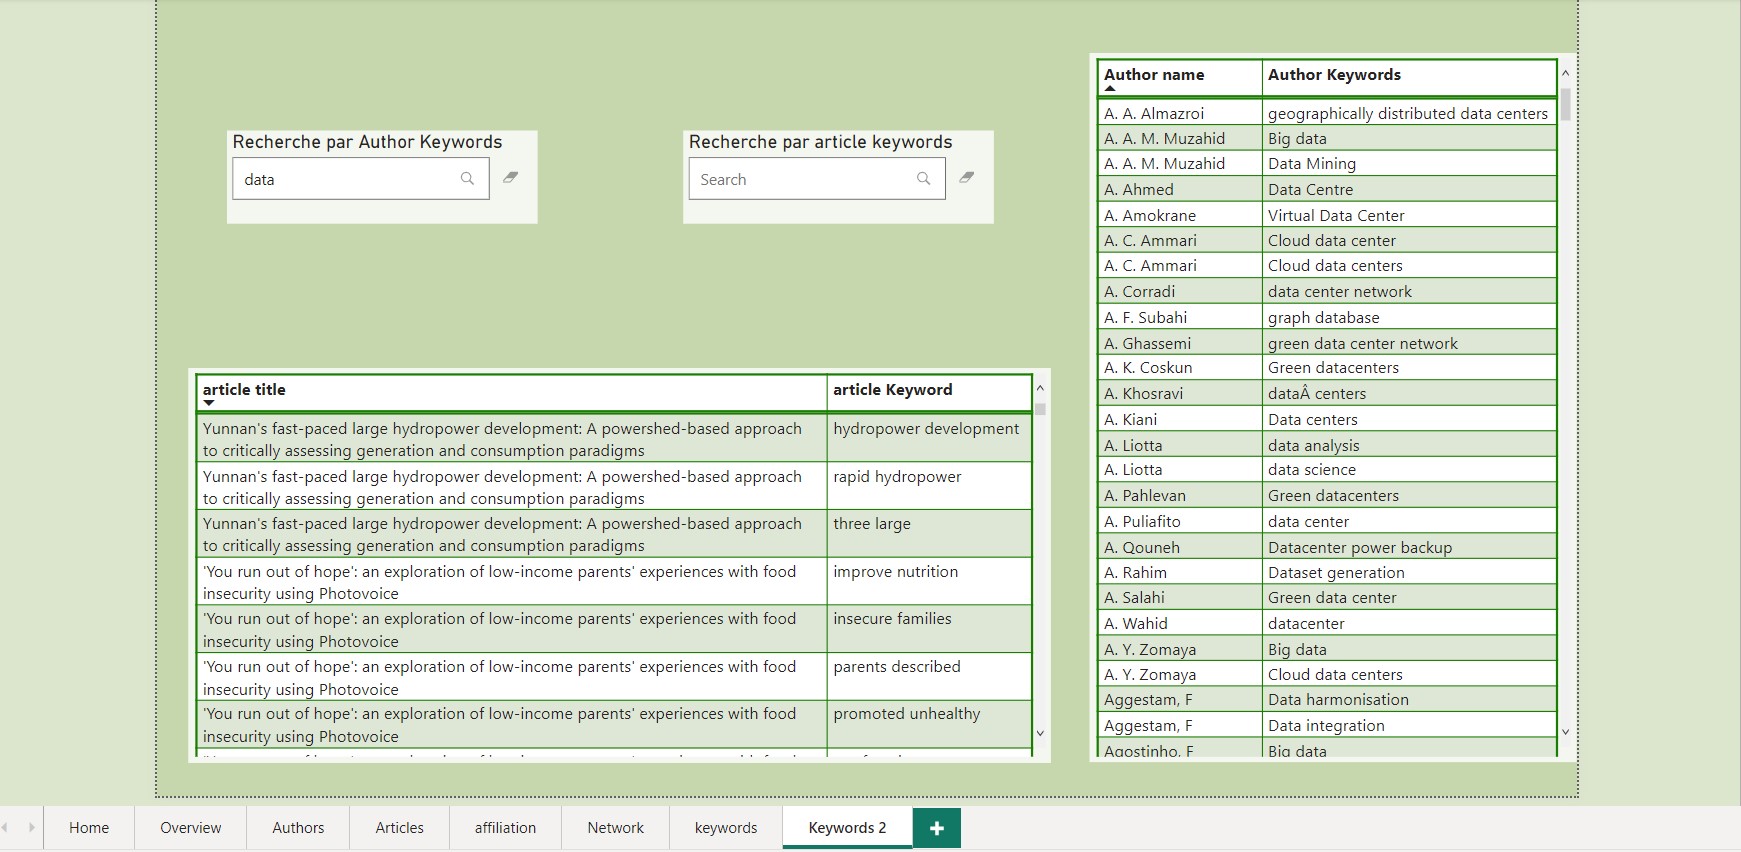 Recherche par Author Keywords
data
Recherche par article keywords
Search
article title article Keyword
Yunnan's fast-paced large hydropower development: A powershed-based approach hydropower development
to critically assessing generation and consumption paradigms
Yunnan's fast-paced large hydropower development: A powershed-based approach rapid hydropower
to critically assessing generation and consumption paradigms
Yunnan's fast-paced large hydropower development: A powershed-based approach three large
to critically assessing generation and consumption paradigms
'You run out of hope': an exploration of low-income parents' experiences with food improve nutrition
insecurity using Photovoice
'You run out of hope': an exploration of low-income parents' experiences with food insecure families
insecurity using Photovoice
'You run out of hope': an exploration of low-income parents' experiences with food parents described
insecurity using Photovoice
'You run out of hope': an exploration of low-income parents' experiences with food promoted unhealthy
insecurity using Photovoice
Author name Author Keywords
A. A. Almazroi geographically distributed data centers
A. A. M. Muzahid Big data
A. A. M. Muzahid Data Mining
A. Ahmed Data Centre
A. Amokrane Virtual Data Center
A. C. Ammari Cloud data center
A. C. Ammari Cloud data centers
A. Corradi data center network
A. F. Subahi graph database
A. Ghassemi green data center network
A. K. Coskun Green datacenters
A. Khosravi dataÂ centers
A. Kiani Data centers
A. Liotta data analysis
A. Liotta data science
A. Pahlevan Green datacenters
A. Puliafito data center
A. Qouneh Datacenter power backup
A. Rahim Dataset generation
A. Salahi Green data center
A. Wahid datacenter
A. Y. Zomaya Big data
A. Y. Zomaya Cloud data centers
Aggestam, F Data harmonisation
Aggestam, F Data integration
Agostinho, F Big data
Home Overview Authors Articles affiliation Network keywords Keywords 2 +